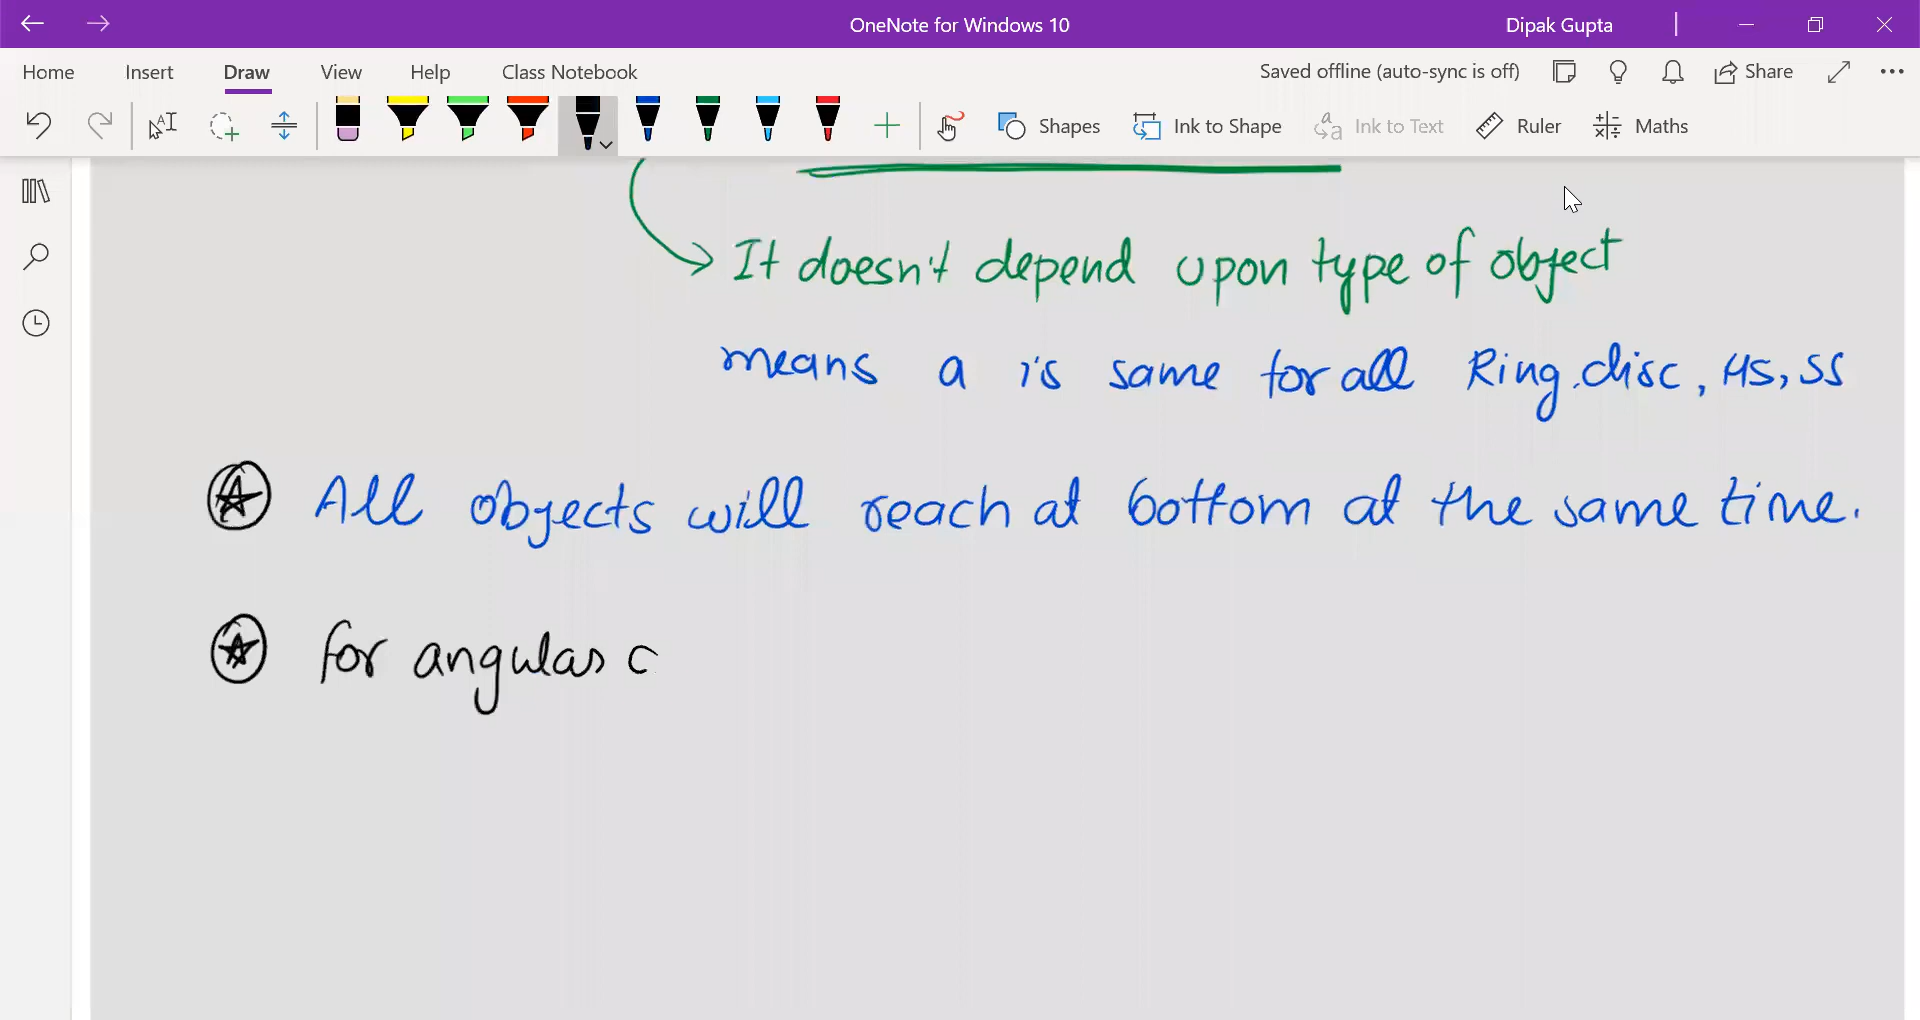 OneNote for Windows 10
Dipak Gupta
Home Insert Draw View Help Class Notebook
Saved offline (auto-sync is off) Share
Shapes Ink to Shape Ink to Text Ruler Maths
It doesn't depend upon type of object
means a is same for all Ring, disc, HS, SS
All objects will reach at bottom at the same time.
for angular c